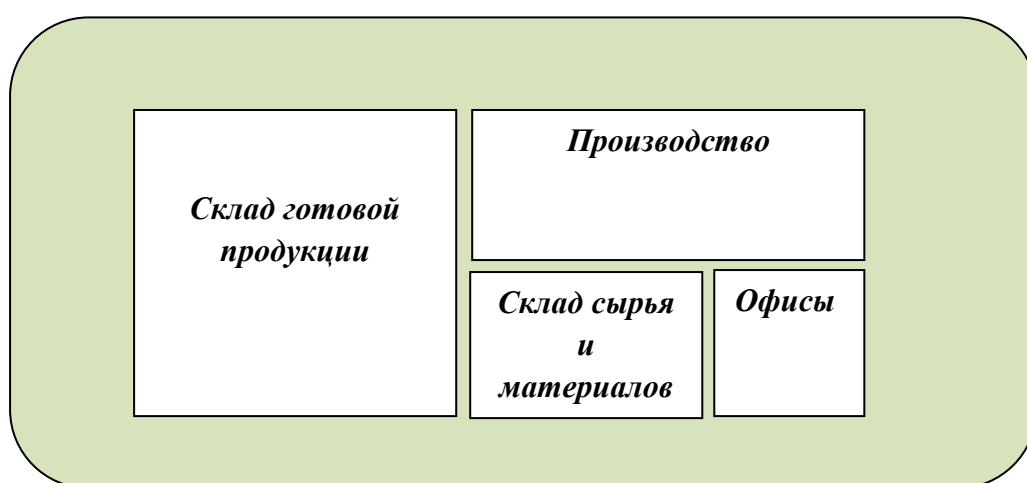 Склад готовой
продукции
Производство
Склад сырья
и
материалов
Офисы